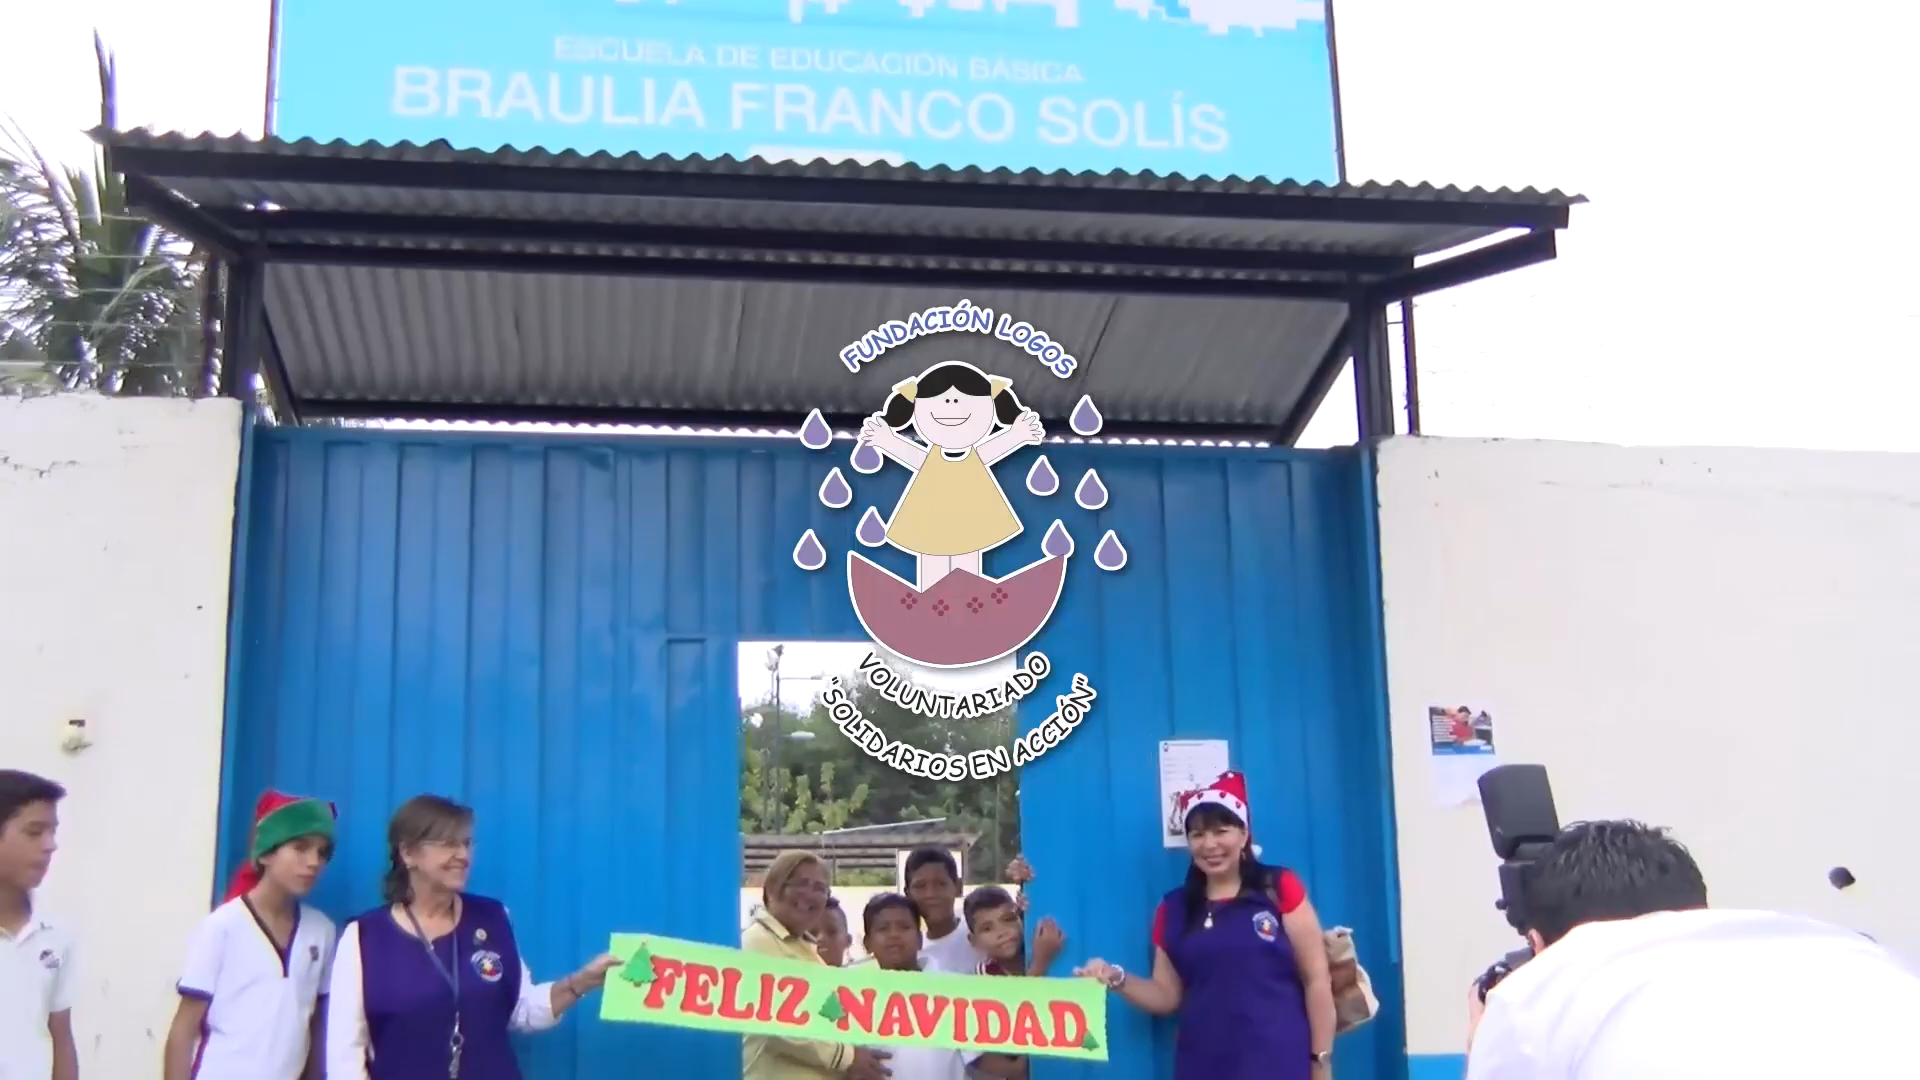 ESCUELA DE EDUCACIÓN BÁSICA
BRAULIA FRANCO SOLÍS
FUNDACIÓN LOGOS
VOLUNTARIADO
"SOLIDARIOS EN ACCIÓN"
FELIZ NAVIDAD